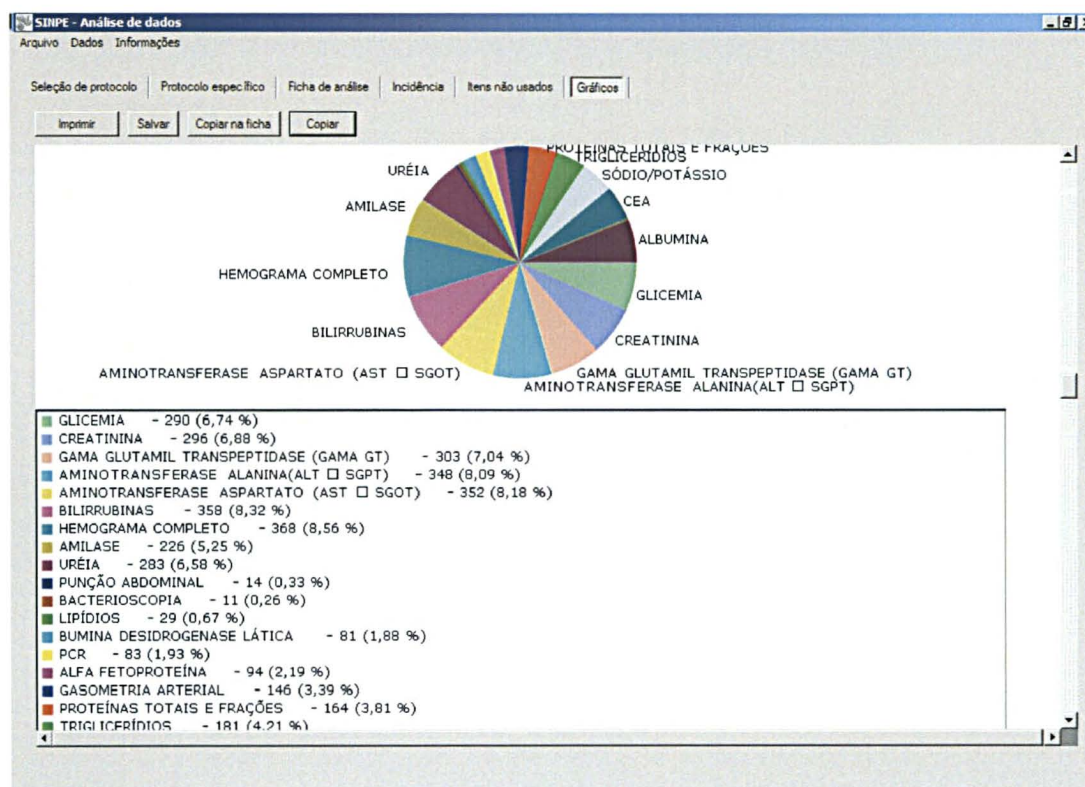 SINPE - Análise de dados
Arquivo Dados Informações
Seleção de protocolo Protocolo específico Ficha de análise Incidência Itens não usados Gráficos
Imprimir Salvar Copiar na ficha Copiar
PROTEÍNAS TOTAIS E FRAÇÕES
TRIGLICERÍDIOS
URÉIA
SÓDIO/POTÁSSIO
AMILASE
CEA
ALBUMINA
HEMOGRAMA COMPLETO
GLICEMIA
BILIRRUBINAS
CREATININA
AMINOTRANSFERASE ASPARTATO (AST □ SGOT)
GAMA GLUTAMIL TRANSPEPTIDASE (GAMA GT)
AMINOTRANSFERASE ALANINA(ALT □ SGPT)
GLICEMIA - 290 (6,74 %)
CREATININA - 296 (6,88 %)
GAMA GLUTAMIL TRANSPEPTIDASE (GAMA GT) - 303 (7,04 %)
AMINOTRANSFERASE ALANINA(ALT □ SGPT) - 348 (8,09 %)
AMINOTRANSFERASE ASPARTATO (AST □ SGOT) - 352 (8,18 %)
BILIRRUBINAS - 358 (8,32 %)
HEMOGRAMA COMPLETO - 368 (8,56 %)
AMILASE - 226 (5,25 %)
URÉIA - 283 (6,58 %)
PUNÇÃO ABDOMINAL - 14 (0,33 %)
BACTERIOSCOPIA - 11 (0,26 %)
LIPÍDIOS - 29 (0,67 %)
BUMINA DESIDROGENASE LÁTICA - 81 (1,88 %)
PCR - 83 (1,93 %)
ALFA FETOPROTEÍNA - 94 (2,19 %)
GASOMETRIA ARTERIAL - 146 (3,39 %)
PROTEÍNAS TOTAIS E FRAÇÕES - 164 (3,81 %)
TRIGLICERÍDIOS - 181 (4,21 %)